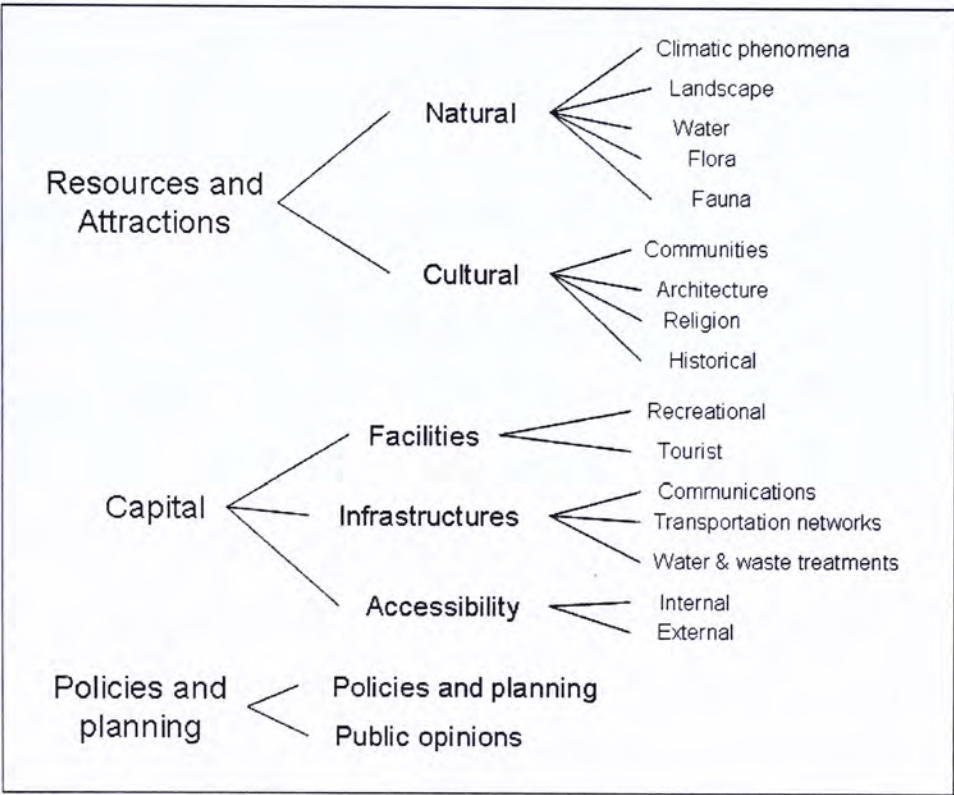 Climatic phenomena
Natural
Landscape
Water
Flora
Resources and
Attractions
Fauna
Communities
Cultural
Architecture
Religion
Historical
Recreational
Facilities
Tourist
Communications
Capital
Infrastructures
Transportation networks
Water & waste treatments
Accessibility
Internal
External
Policies and
planning
Policies and planning
Public opinions